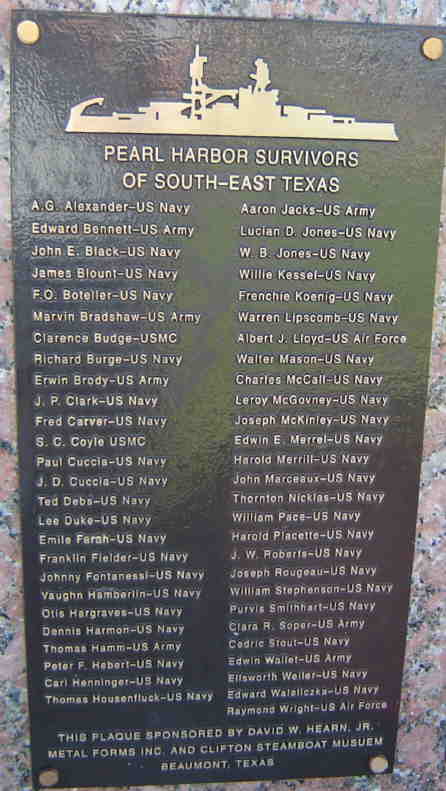 PEARL HARBOR SURVIVORS
OF SOUTH-EAST TEXAS
A.G. Alexander-US Navy
Edward Bennett-US Army
John E. Black-US Navy
James Blount-US Navy
F.O. Boteller-US Navy
Marvin Bradshaw-US Army
Clarence Budge-USMC
Richard Burge-US Navy
Erwin Brody-US Army
J. P. Clark-US Navy
Fred Carver-US Navy
S. C. Coyle USMC
Paul Cuccia-US Navy
J. D. Cuccia-US Navy
Ted Debs-US Navy
Lee Duke-US Navy
Emile Farah-US Navy
Franklin Fielder-US Navy
Johnny Fontanessi-US Navy
Vaughn Hamberlin-US Navy
Otis Hargraves-US Navy
Dennis Harmon-US Navy
Thomas Hamm-US Army
Peter F. Hebert-US Navy
Carl Henninger-US Navy
Thomas Housenfluck-US Navy
Aaron Jacks-US Army
Lucian D. Jones-US Navy
W. B. Jones-US Navy
Willie Kessel-US Navy
Frenchie Koenig-US Navy
Warren Lipscomb-US Navy
Albert J. Lloyd-US Air Force
Walter Mason-US Navy
Charles McCall-US Navy
Leroy McGovney-US Navy
Joseph McKinley-US Navy
Edwin E. Merrel-US Navy
Harold Merrill-US Navy
John Marceaux-US Navy
Thornton Nicklas-US Navy
William Pace-US Navy
Harold Placette-US Navy
J. W. Roberts-US Navy
Joseph Rougeau-US Navy
William Stephenson-US Navy
Purvis Smithhart-US Navy
Clara R. Soper-US Army
Cedric Stout-US Navy
Edwin Wallet-US Army
Ellsworth Weller-US Navy
Edward Waleliczka-US Navy
Raymond Wright-US Air Force
THIS PLAQUE SPONSORED BY DAVID W. HEARN, JR.
METAL FORMS INC. AND CLIFTON STEAMBOAT MUSUEM
BEAUMONT, TEXAS